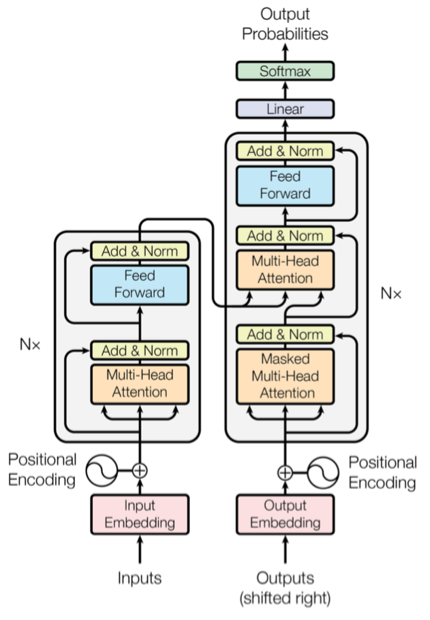 Output
Probabilities
Softmax
Linear
Add & Norm
Feed
Forward
Add & Norm
Multi-Head
Attention
Add & Norm
Masked
Multi-Head
Attention
Nx
Add & Norm
Feed
Forward
Add & Norm
Multi-Head
Attention
Nx
Positional
Encoding
Positional
Encoding
Input
Embedding
Output
Embedding
Inputs
Outputs
(shifted right)